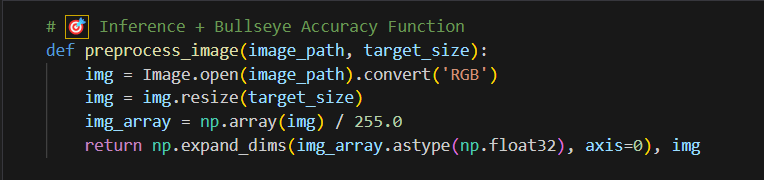 # 🎯 Inference + Bullseye Accuracy Function
def preprocess_image(image_path, target_size):
    img = Image.open(image_path).convert('RGB')
    img = img.resize(target_size)
    img_array = np.array(img) / 255.0
    return np.expand_dims(img_array.astype(np.float32), axis=0), img